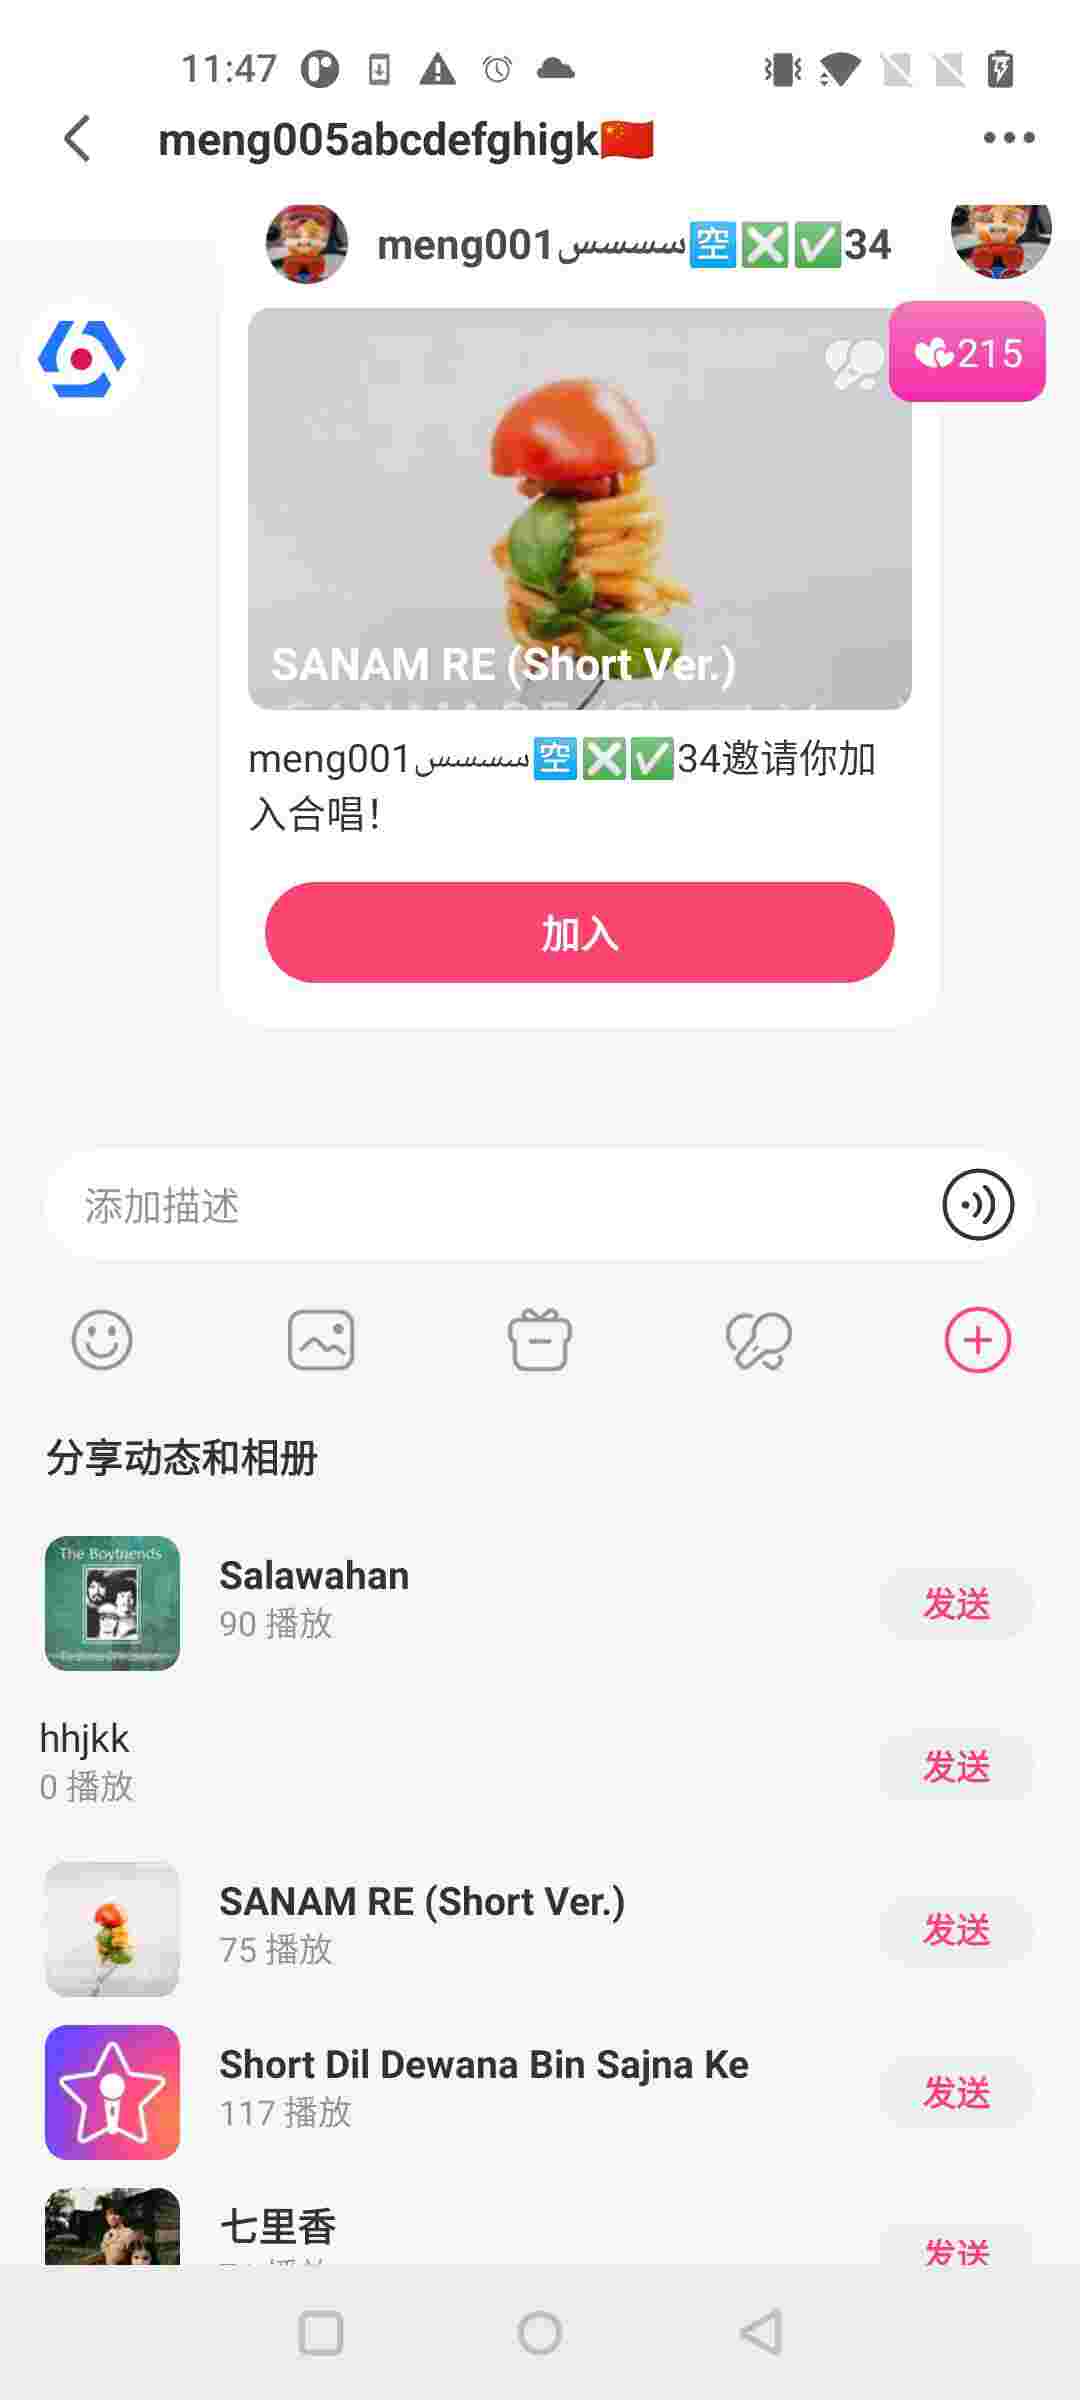 11:47
meng005abcdefghigk🇨🇳
meng001سسسس🈳❎✅34
215
SANAM RE (Short Ver.)
meng001سسسس🈳❎✅34邀请你加
入合唱！
加入
添加描述
分享动态和相册
The Boyfriends
Salawahan
90 播放
发送
hhjkk
0 播放
发送
SANAM RE (Short Ver.)
75 播放
发送
Short Dil Dewana Bin Sajna Ke
117 播放
发送
七里香
发送